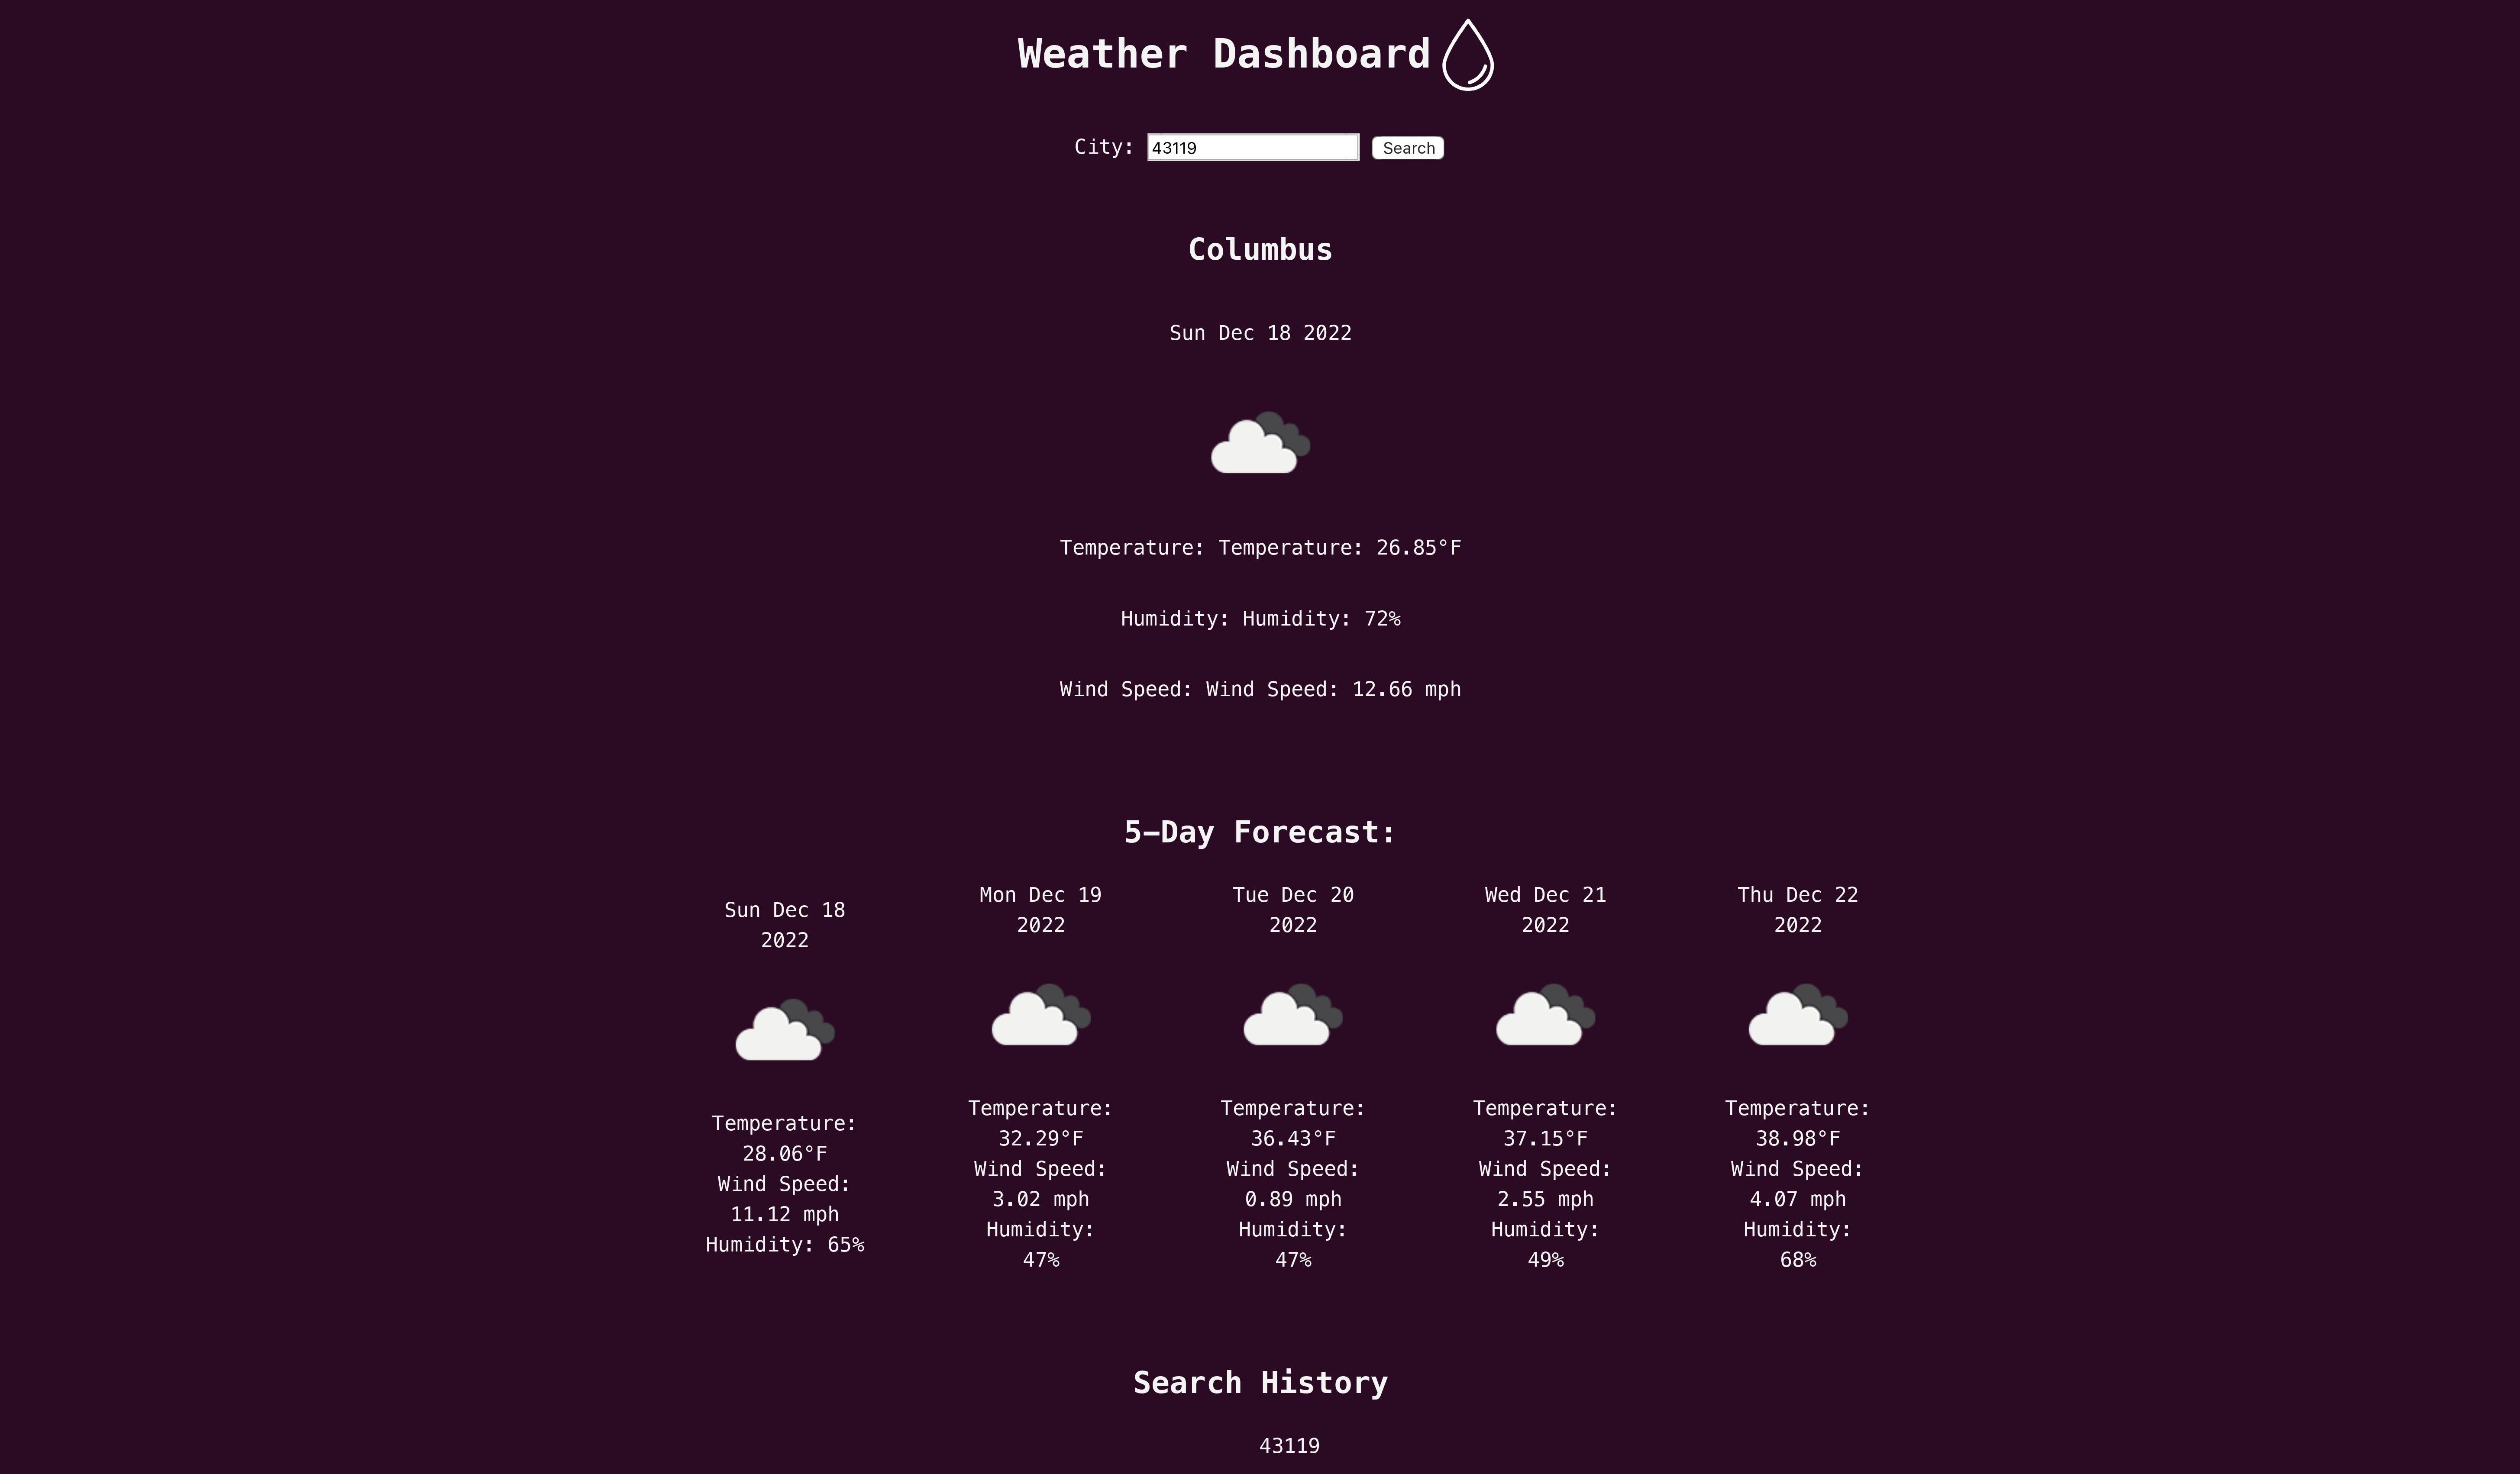 Weather Dashboard
City: 43119 Search
Columbus
Sun Dec 18 2022
Temperature: Temperature: 26.85°F
Humidity: Humidity: 72%
Wind Speed: Wind Speed: 12.66 mph
5-Day Forecast:
Sun Dec 18
2022
Temperature:
28.06°F
Wind Speed:
11.12 mph
Humidity: 65%
Mon Dec 19
2022
Temperature:
32.29°F
Wind Speed:
3.02 mph
Humidity:
47%
Tue Dec 20
2022
Temperature:
36.43°F
Wind Speed:
0.89 mph
Humidity:
47%
Wed Dec 21
2022
Temperature:
37.15°F
Wind Speed:
2.55 mph
Humidity:
49%
Thu Dec 22
2022
Temperature:
38.98°F
Wind Speed:
4.07 mph
Humidity:
68%
Search History
43119